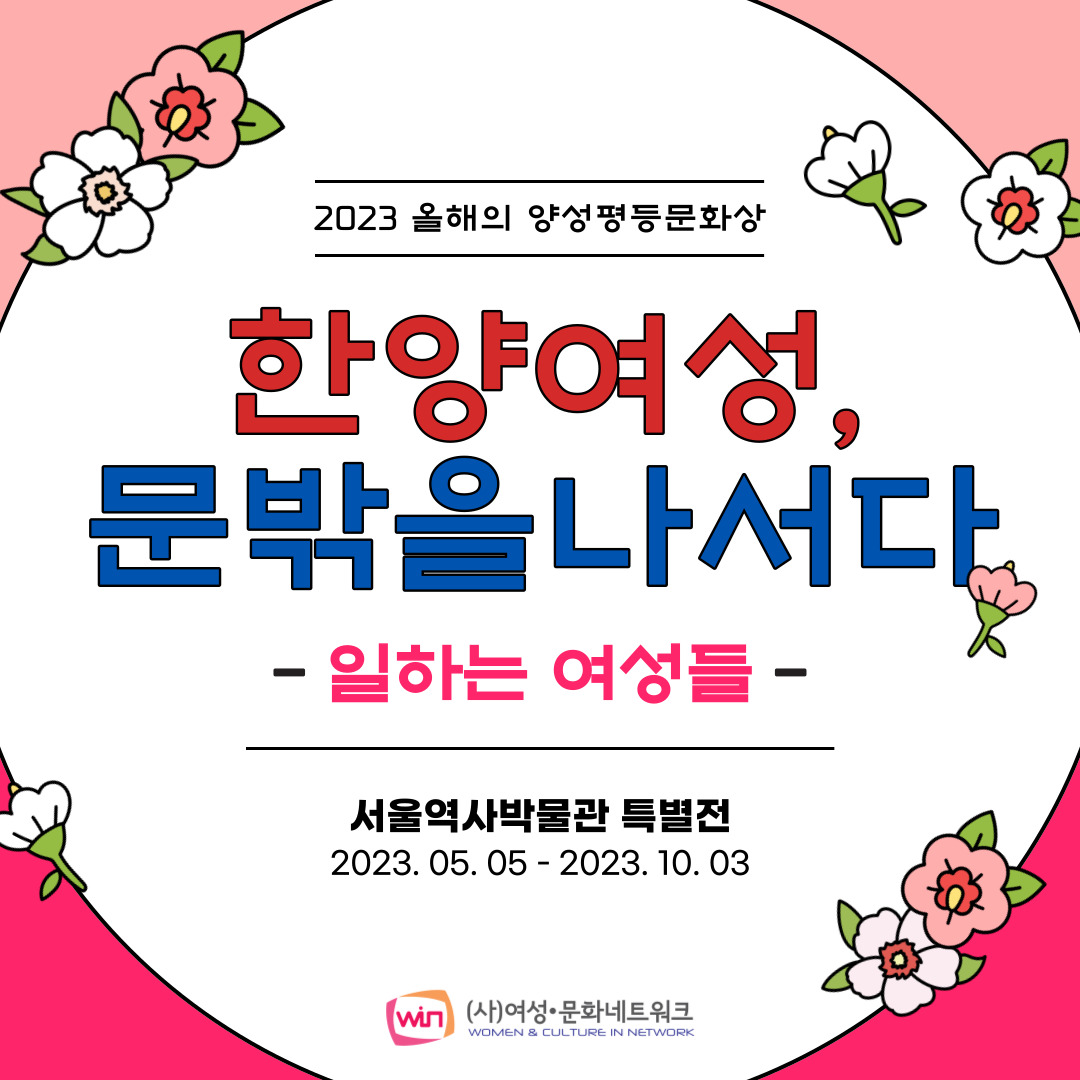 2023 올해의 양성평등문화상
한양여성,
문밖을나서다
- 일하는 여성들 -
서울역사박물관 특별전
2023. 05. 05 - 2023. 10. 03
win (사)여성•문화네트워크
WOMEN & CULTURE IN NETWORK